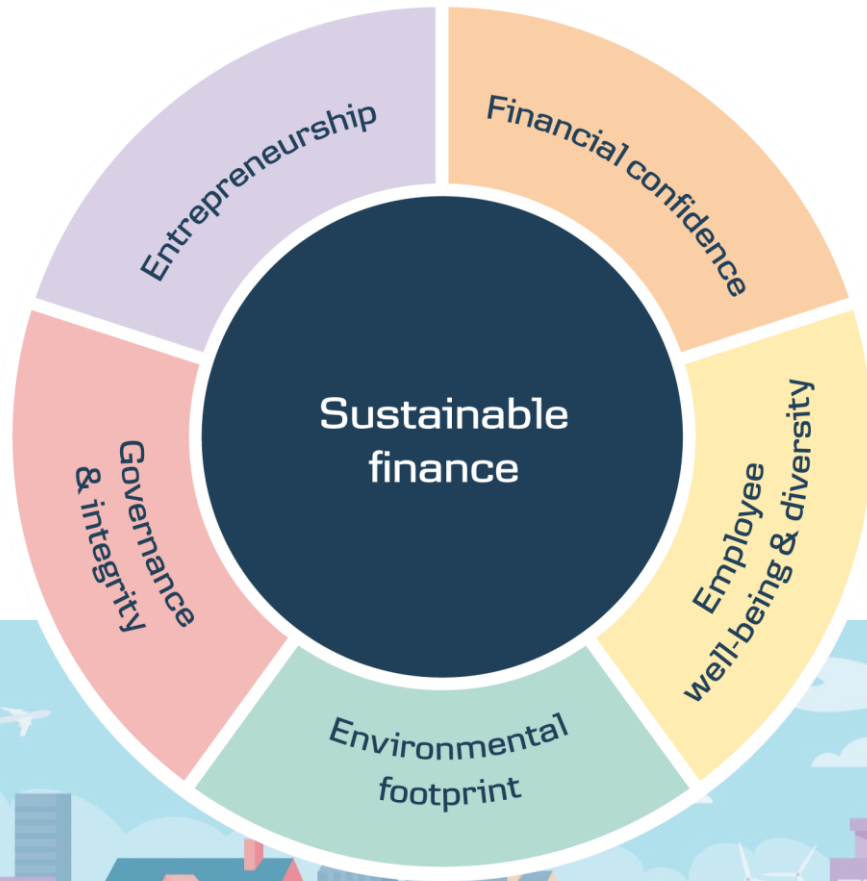 Entrepreneurship
Financial confidence
Sustainable
finance
Governance
& integrity
Employee
well-being & diversity
Environmental
footprint